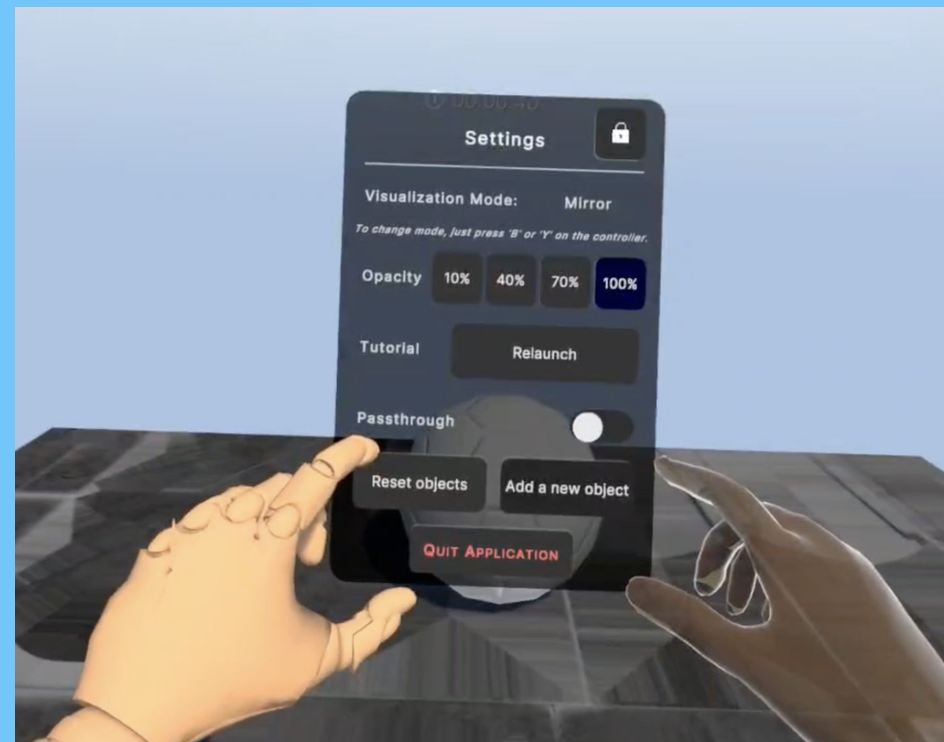 Settings
Visualization Mode: Mirror
To change mode, just press 'B' or 'Y' on the controller.
Opacity 10% 40% 70% 100%
Tutorial Relaunch
Passthrough
Reset objects Add a new object
QUIT APPLICATION